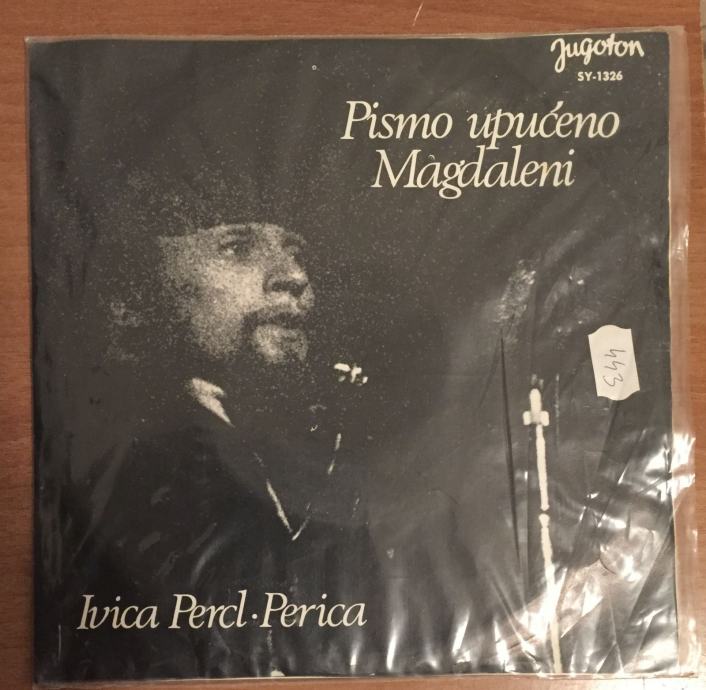 Jugoton
SY-1326
Pismo upućeno
Magdaleni
443
Ivica Percl · Perica